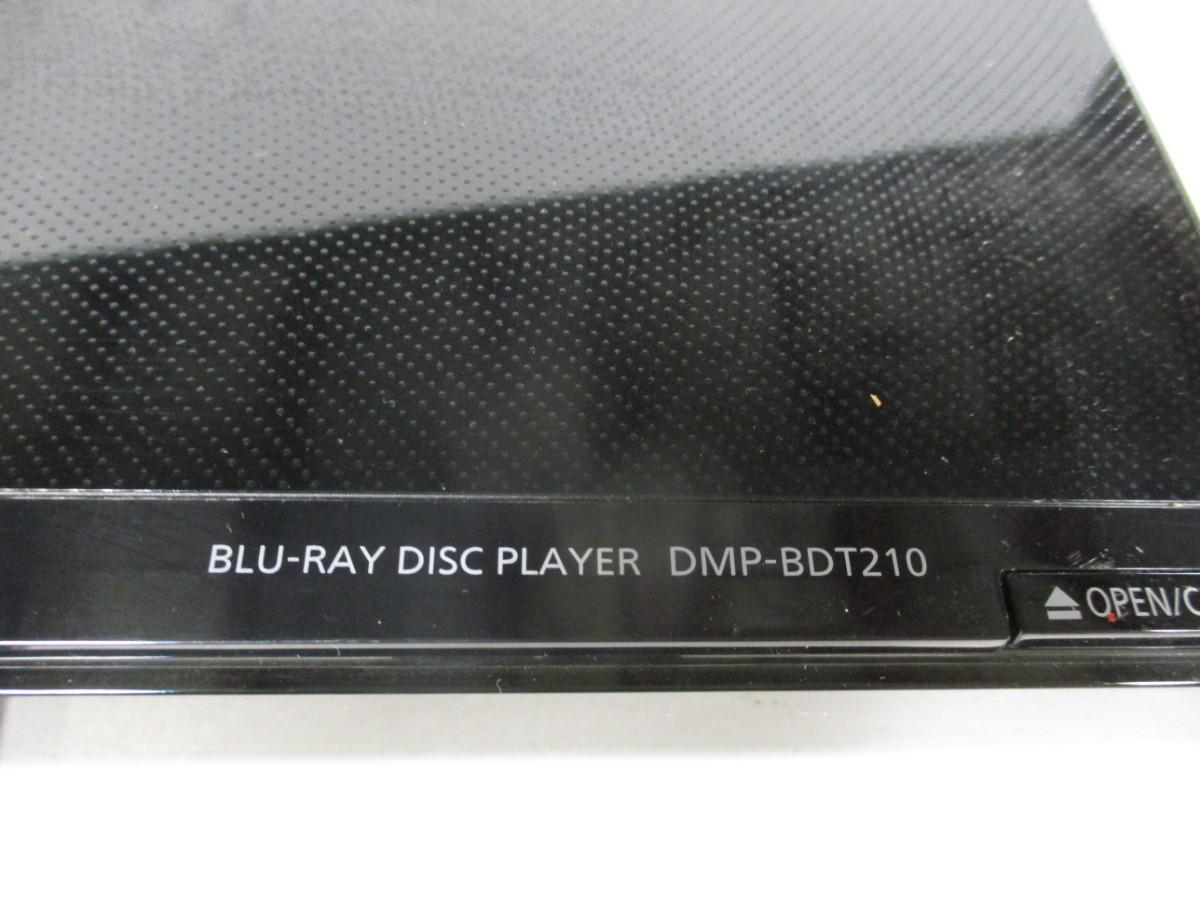 BLU-RAY DISC PLAYER DMP-BDT210
OPEN/C